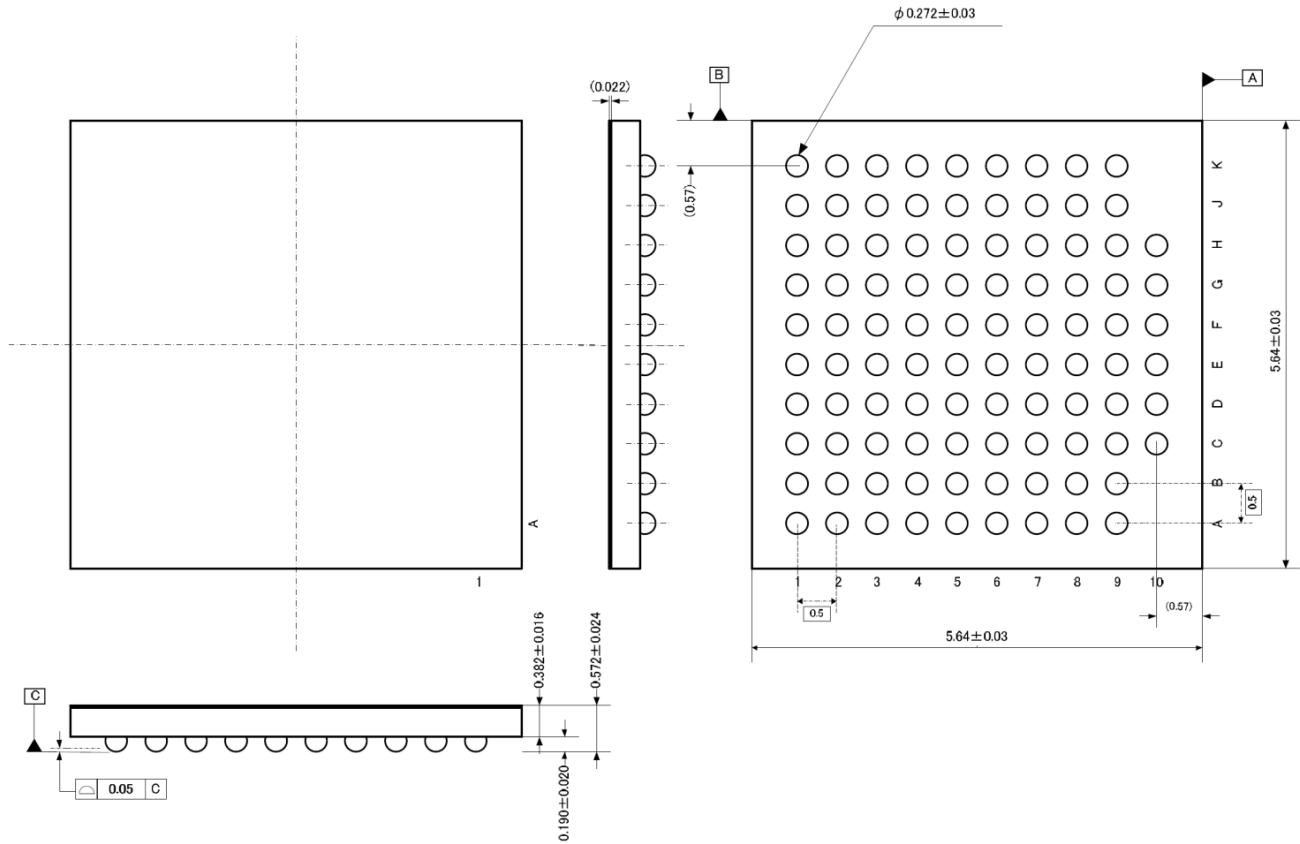 ϕ 0.272±0.03
B
A
(0.022)
(0.57)
K
J
H
G
F
E
D
C
B
A
5.64±0.03
0.5
A
1
1 2 3 4 5 6 7 8 9 10
0.5
(0.57)
5.64±0.03
C
0.382±0.016
0.572±0.024
0.190±0.020
⌓ 0.05 C